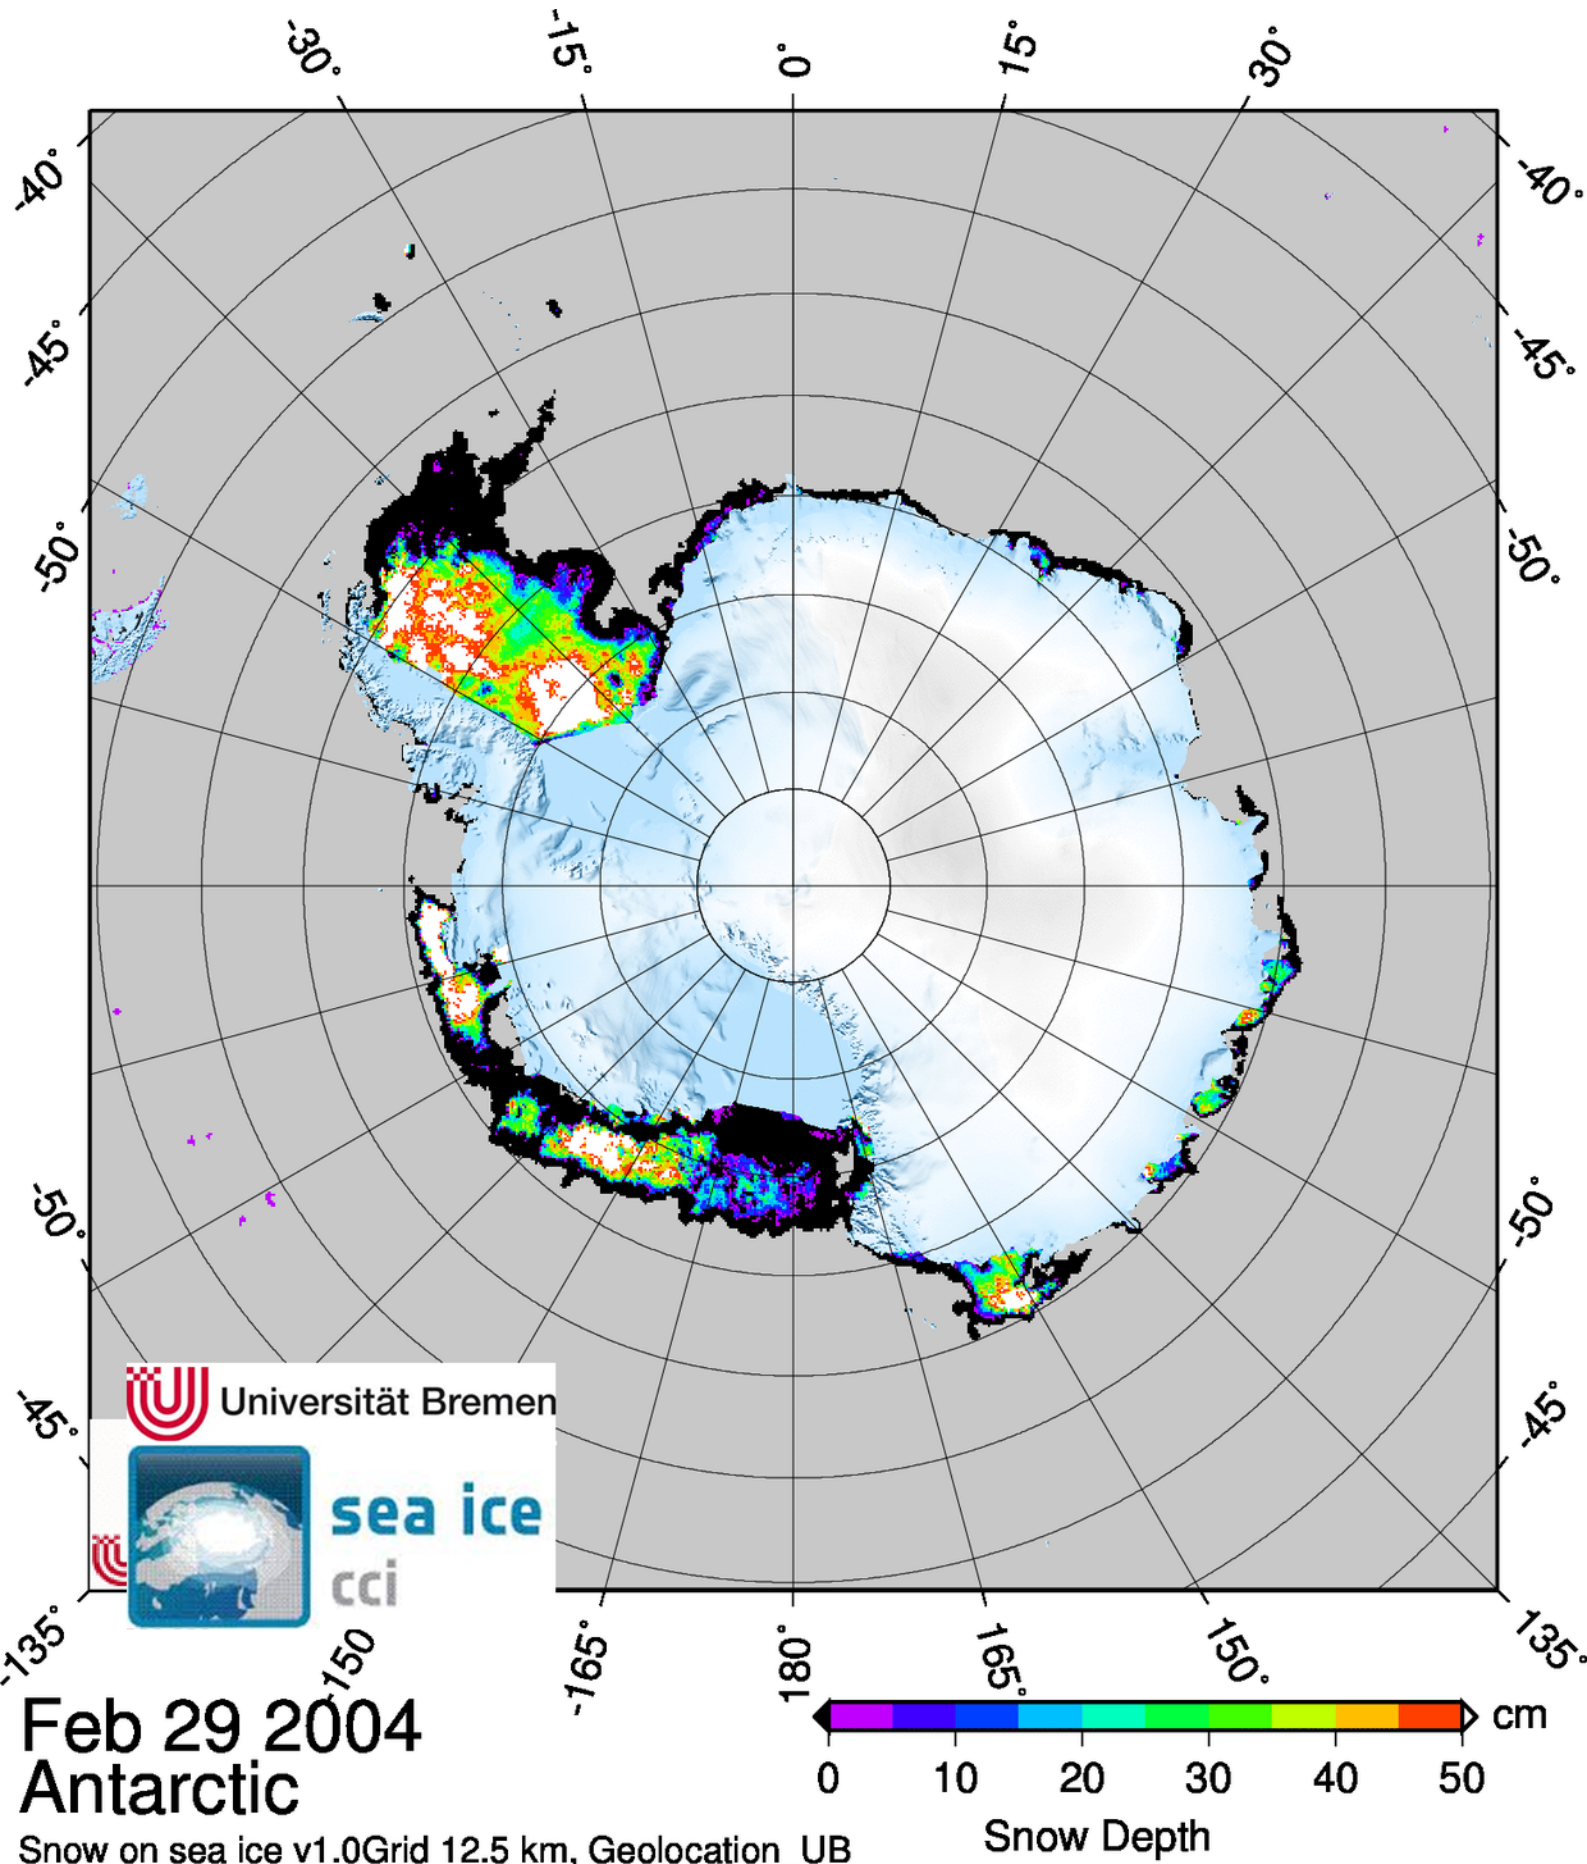 -30°
-15°
0°
15°
30°
-40°
-40°
-45°
-45°
-50°
-50°
-50°
-50°
-45°
-45°
Universität Bremen
sea ice
cci
-135°
-150
-165°
180°
165°
150°
135°
Feb 29 2004
Antarctic
Snow on sea ice v1.0Grid 12.5 km, Geolocation UB
cm
0 10 20 30 40 50
Snow Depth